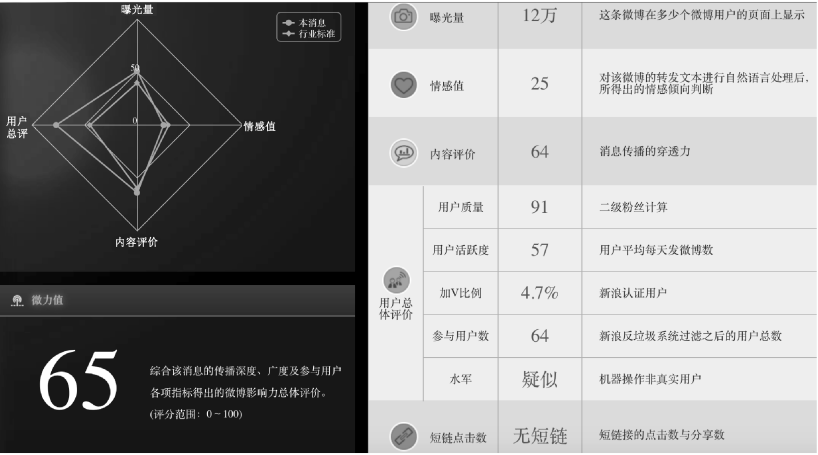 曝光量
本消息
行业标准
50
0
用户
总评
情感值
内容评价
微力值
65
综合该消息的传播深度、广度及参与用户
各项指标得出的微博影响力总体评价。
(评分范围：0~100)
曝光量 12万 这条微博在多少个微博用户的页面上显示
情感值 25 对该微博的转发文本进行自然语言处理后，
所得出的情感倾向判断
内容评价 64 消息传播的穿透力
用户总
体评价
用户质量 91 二级粉丝计算
用户活跃度 57 用户平均每天发微博数
加V比例 4.7% 新浪认证用户
参与用户数 64 新浪反垃圾系统过滤之后的用户总数
水军 疑似 机器操作非真实用户
短链点击数 无短链 短链接的点击数与分享数